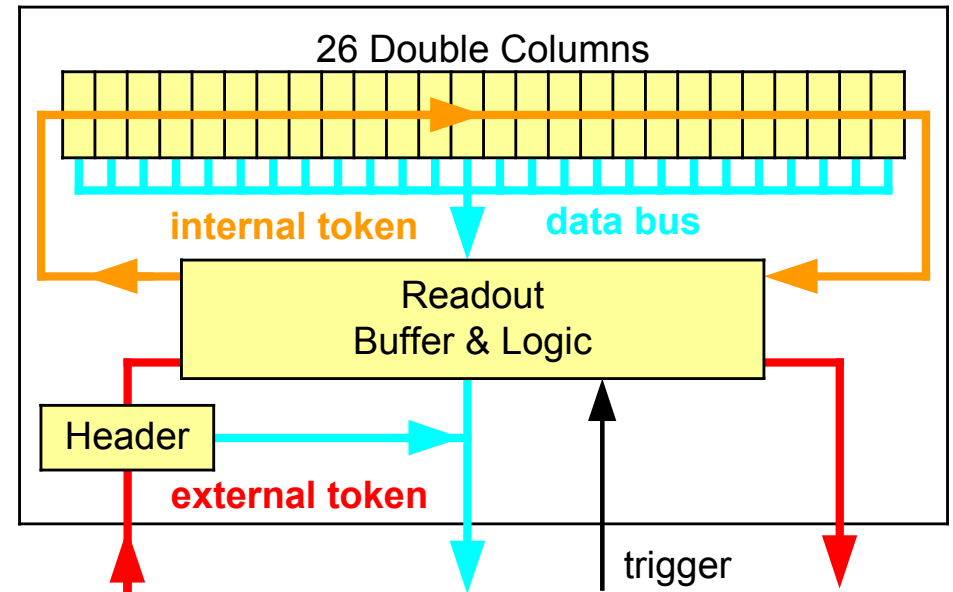 26 Double Columns
internal token
data bus
Readout
Buffer & Logic
Header
external token
trigger